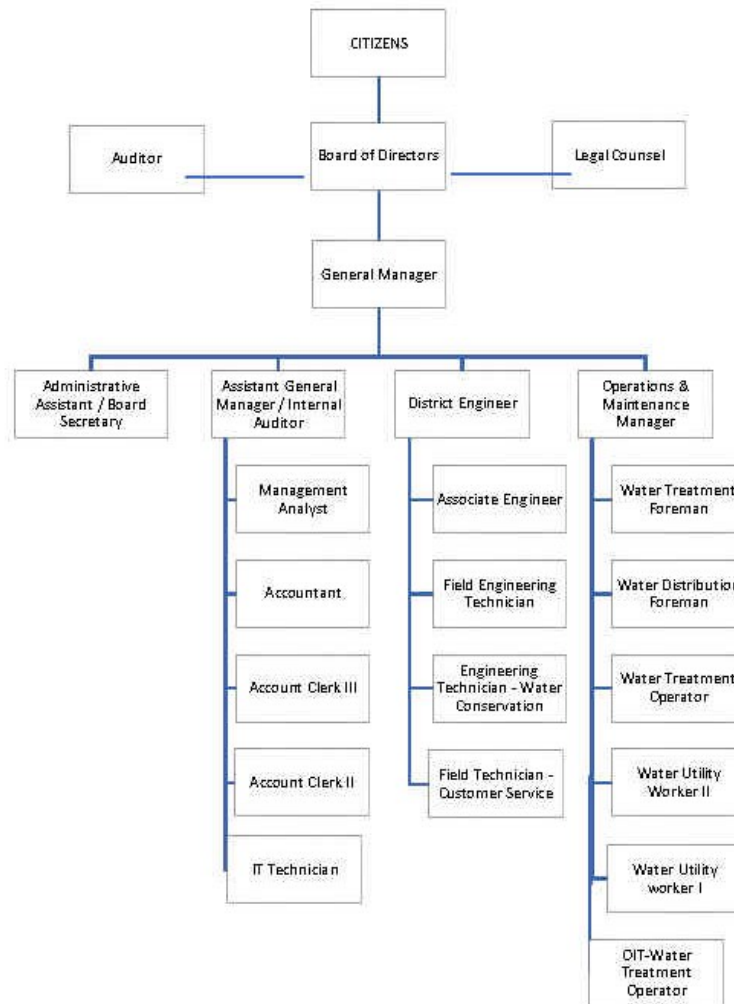 CITIZENS
Auditor
Board of Directors
Legal Counsel
General Manager
Administrative
Assistant / Board
Secretary
Assistant General
Manager / Internal
Auditor
District Engineer
Operations &
Maintenance
Manager
Management
Analyst
Accountant
Account Clerk III
Account Clerk II
IT Technician
Associate Engineer
Field Engineering
Technician
Engineering
Technician - Water
Conservation
Field Technician -
Customer Service
Water Treatment
Foreman
Water Distribution
Foreman
Water Treatment
Operator
Water Utility
Worker II
Water Utility
worker I
OIT-Water
Treatment
Operator